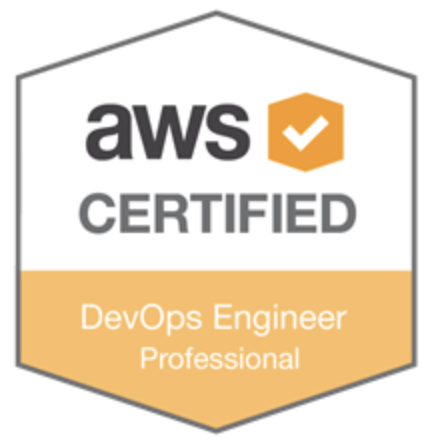 aws
CERTIFIED
DevOps Engineer
Professional